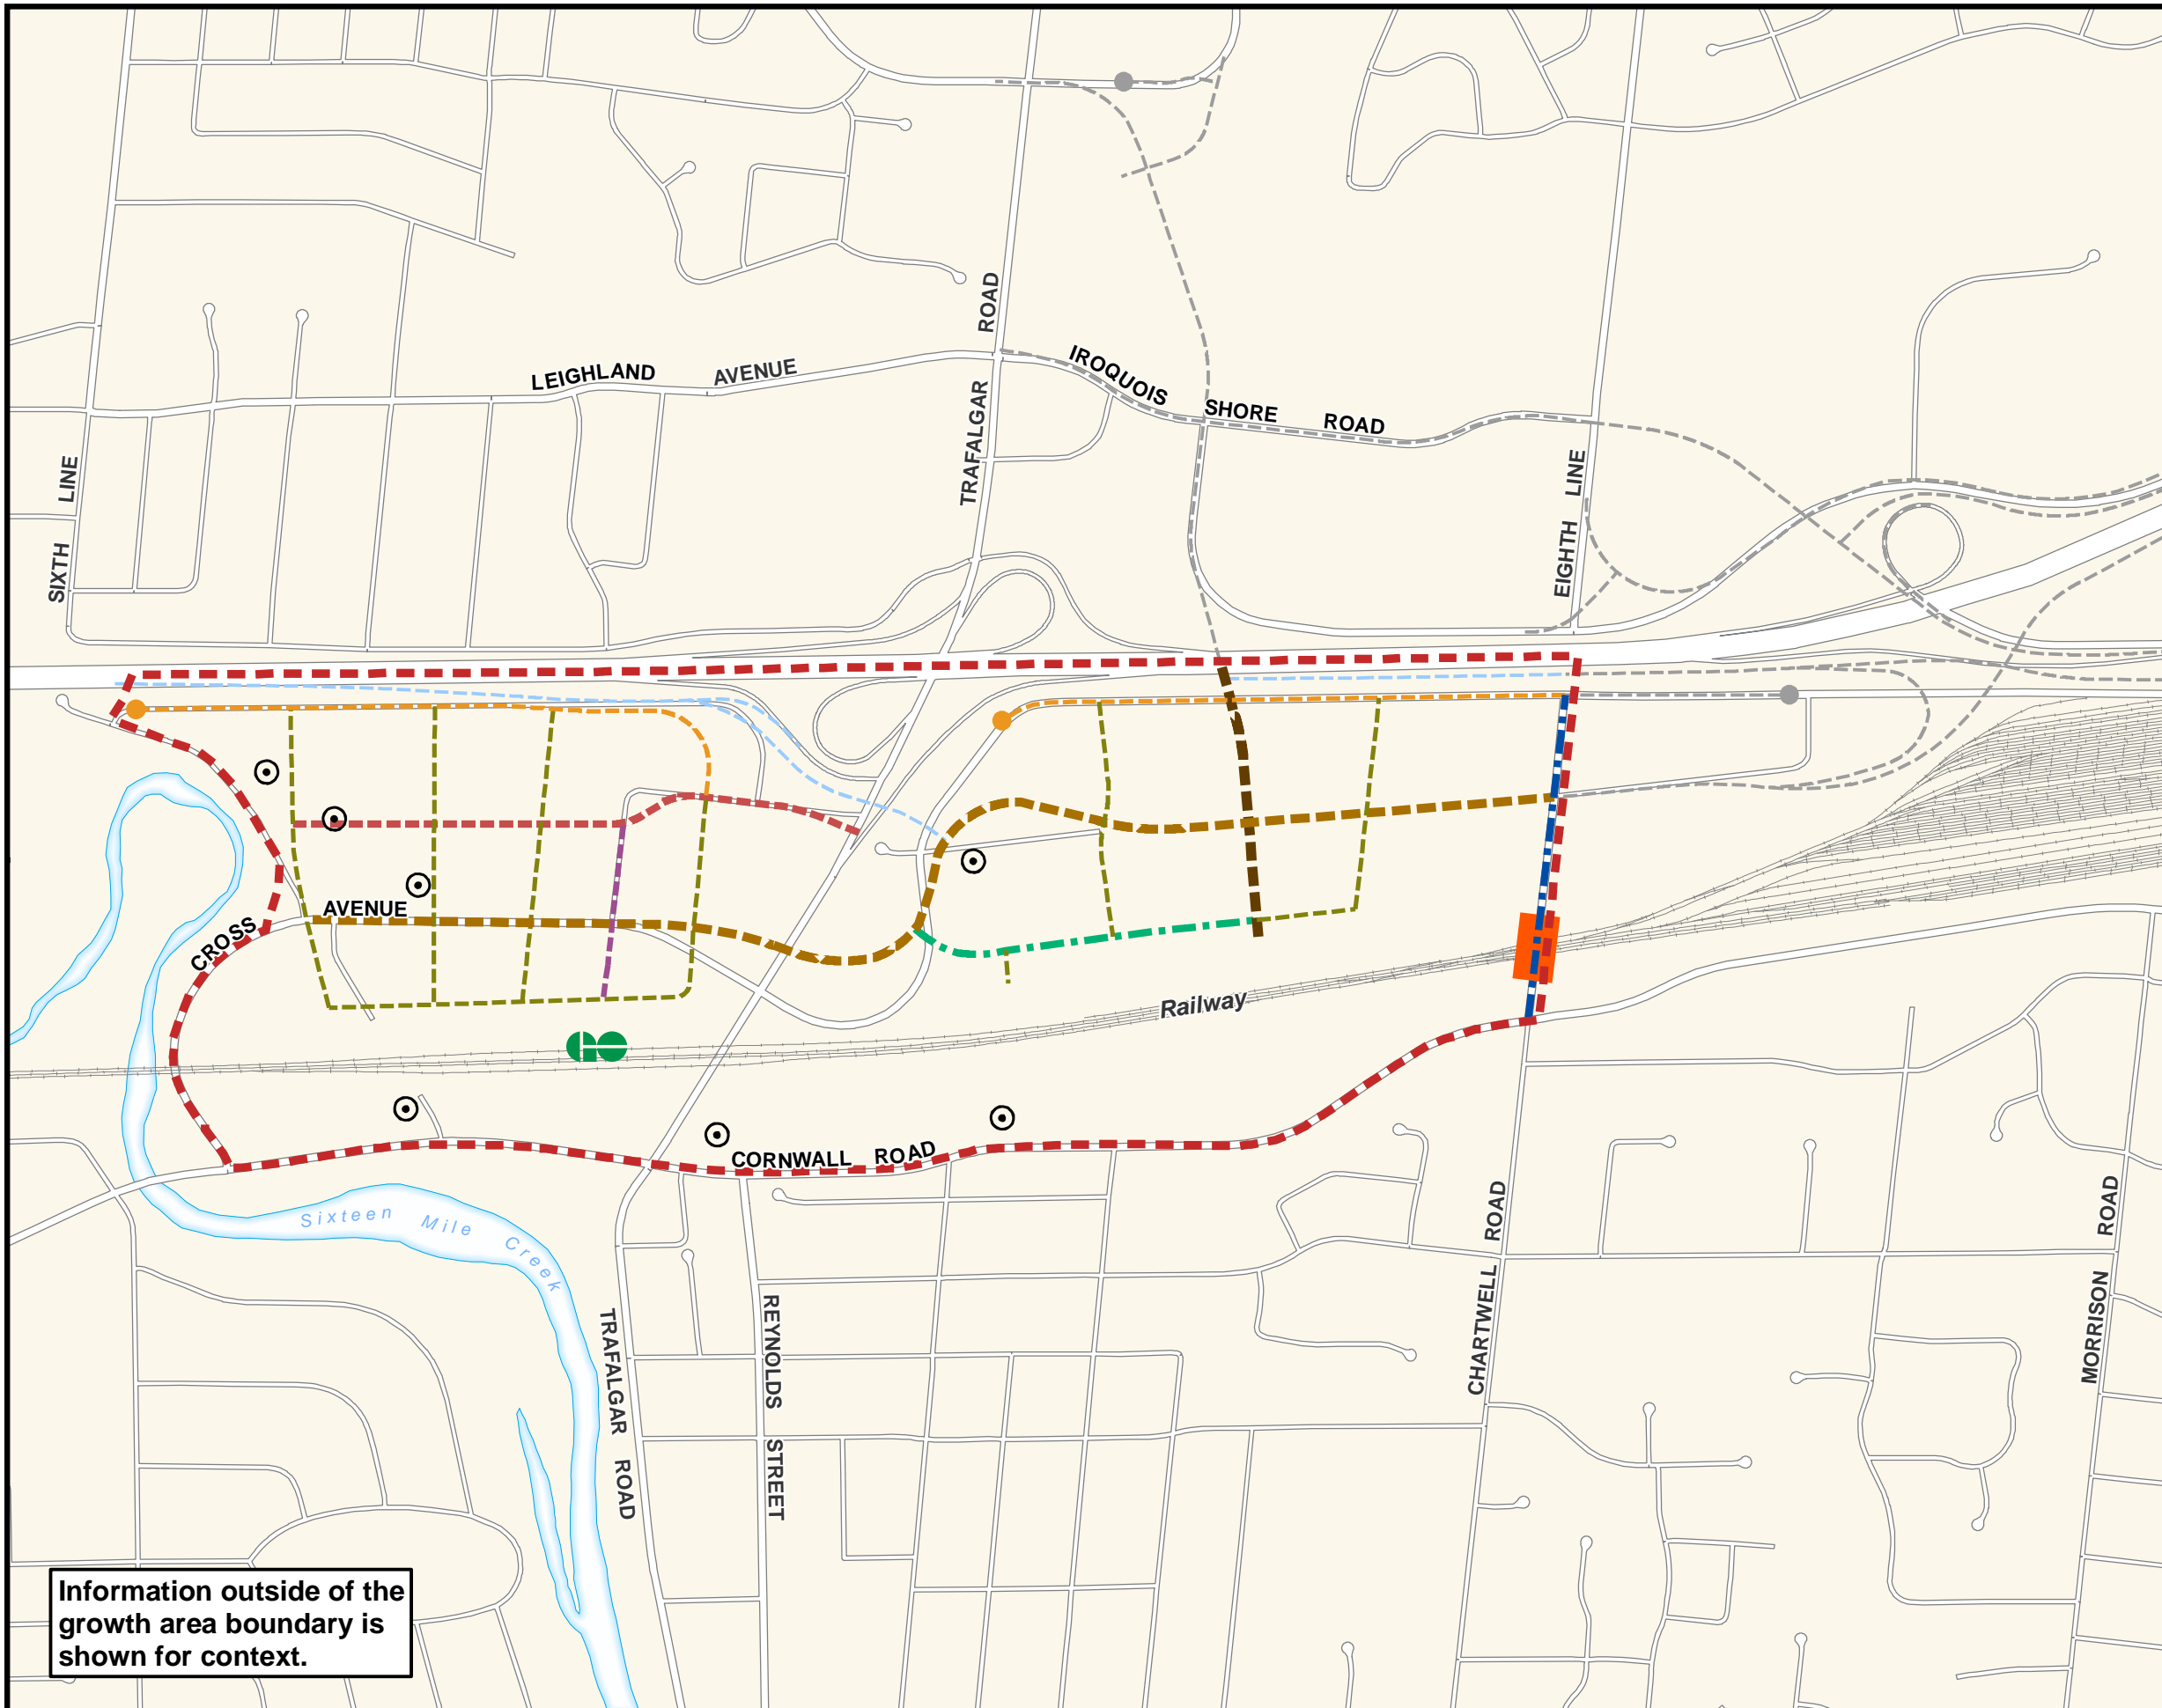 ROAD
TRAFALGAR
LEIGHLAND
AVENUE
IROQUOIS
SHORE
ROAD
SIXTH
LINE
EIGHTH
LINE
CROSS
AVENUE
Railway
CORNWALL
ROAD
Sixteen Mile Creek
TRAFALGAR
ROAD
REYNOLDS
STREET
CHARTWELL
ROAD
MORRISON
ROAD
Information outside of the
growth area boundary is
shown for context.